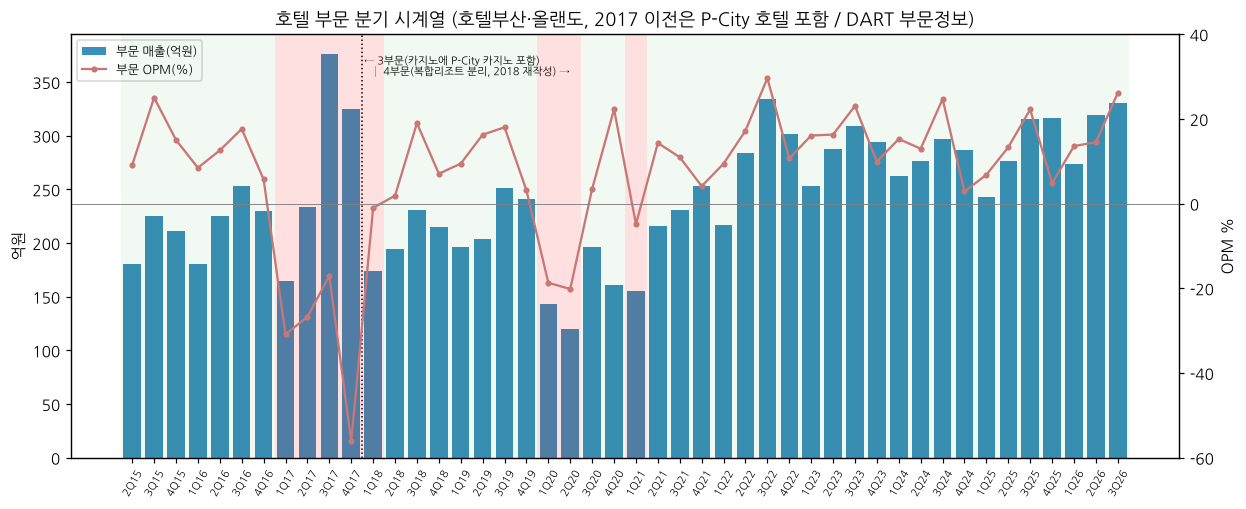 호텔 부문 분기 시계열 (호텔부산·올랜도, 2017 이전은 P-City 호텔 포함 / DART 부문정보)
부문 매출(억원)
부문 OPM(%)
← 3부문(카지노에 P-City 카지노 포함)
| 4부문(복합리조트 분리, 2018 재작성) →
억원
350
300
250
200
150
100
50
0
OPM %
40
20
0
-20
-40
-60
2Q15 3Q15 4Q15 1Q16 2Q16 3Q16 4Q16 1Q17 2Q17 3Q17 4Q17 1Q18 2Q18 3Q18 4Q18 1Q19 2Q19 3Q19 4Q19 1Q20 2Q20 3Q20 4Q20 1Q21 2Q21 3Q21 4Q21 1Q22 2Q22 3Q22 4Q22 1Q23 2Q23 3Q23 4Q23 1Q24 2Q24 3Q24 4Q24 1Q25 2Q25 3Q25 4Q25 1Q26 2Q26 3Q26